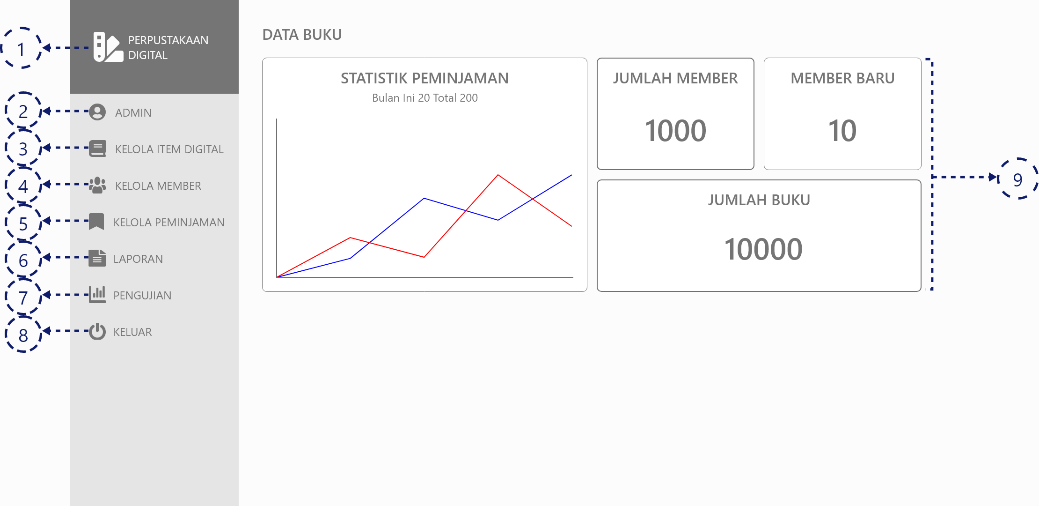 1
PERPUSTAKAAN
DIGITAL
2
ADMIN
3
KELOLA ITEM DIGITAL
4
KELOLA MEMBER
5
KELOLA PEMINJAMAN
6
LAPORAN
7
PENGUJIAN
8
KELUAR
DATA BUKU
STATISTIK PEMINJAMAN
Bulan Ini 20 Total 200
JUMLAH MEMBER
1000
MEMBER BARU
10
JUMLAH BUKU
10000
9